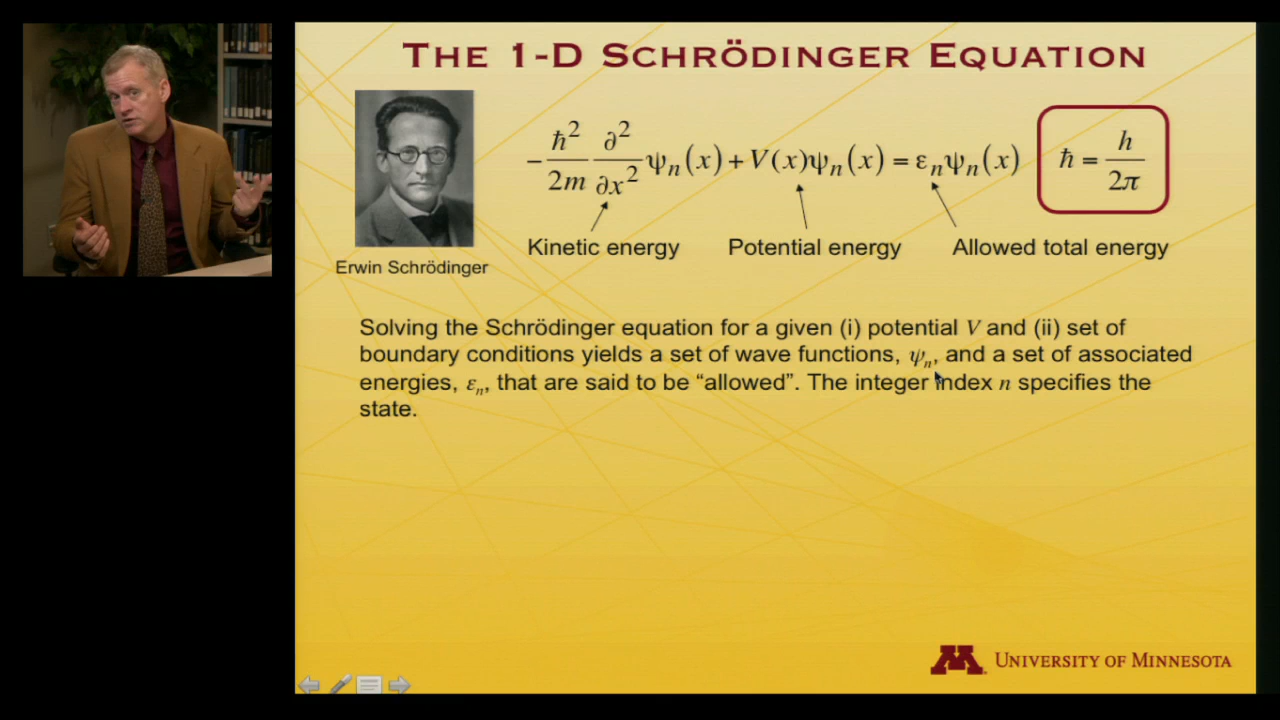 THE 1-D SCHRÖDINGER EQUATION
-ħ²/2m ∂²/∂x² ψₙ(x) + V(x)ψₙ(x) = εₙψₙ(x)
ħ = h/2π
Kinetic energy
Potential energy
Allowed total energy
Erwin Schrödinger
Solving the Schrödinger equation for a given (i) potential V and (ii) set of
boundary conditions yields a set of wave functions, ψₙ, and a set of associated
energies, εₙ, that are said to be “allowed”. The integer index n specifies the
state.
M
UNIVERSITY OF MINNESOTA